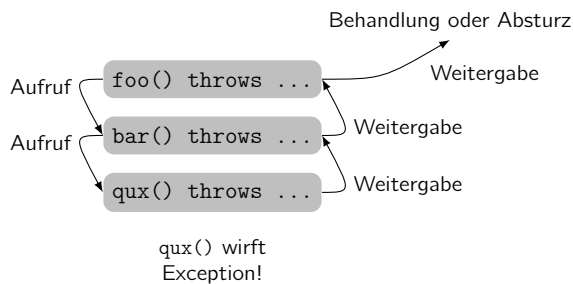 Behandlung oder Absturz
foo() throws ...
Aufruf
Weitergabe
bar() throws ...
Weitergabe
Aufruf
qux() throws ...
Weitergabe
qux() wirft
Exception!